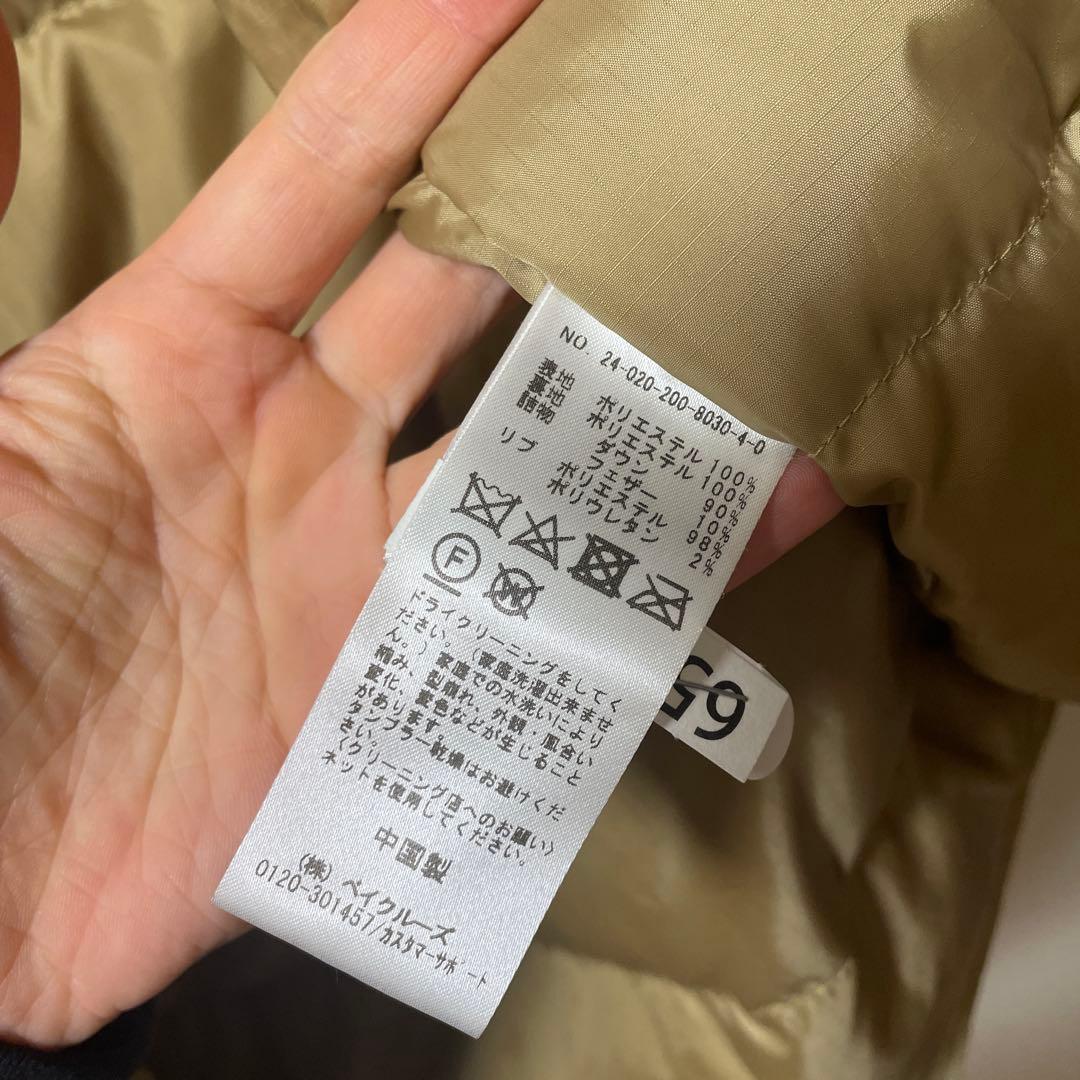 NO. 24-020-200-8030-4-0
表地 ポリエステル 100%
裏地 ポリエステル 100%
詰物 ダウン 90%
フェザー 10%
リブ ポリエステル 98%
ポリウレタン 2%
F
W
ドライクリーニングをしてく
ださい。(家庭洗濯出来ませ
ん。)家庭での水洗いにより
縮み、型崩れ、外観・風合い
変化、変色などが生じること
があります。
タンブラー乾燥はお避けくだ
さい。
〈クリーニング店へのお願い〉
ネットを使用してください。
中国製
(株) ベイクルーズ
0120-301457/カスタマーサポート
65